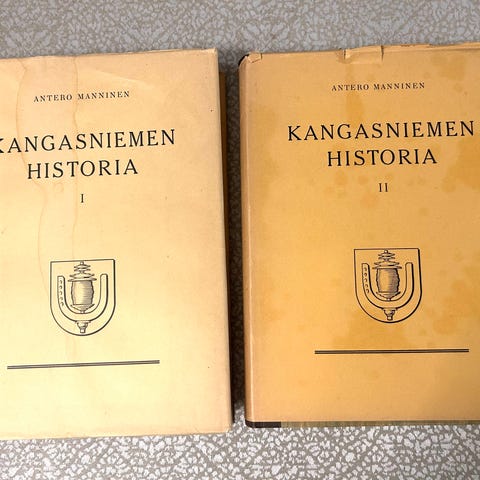 ANTERO MANNINEN
KANGASNIEMEN
HISTORIA
I
ANTERO MANNINEN
KANGASNIEMEN
HISTORIA
II